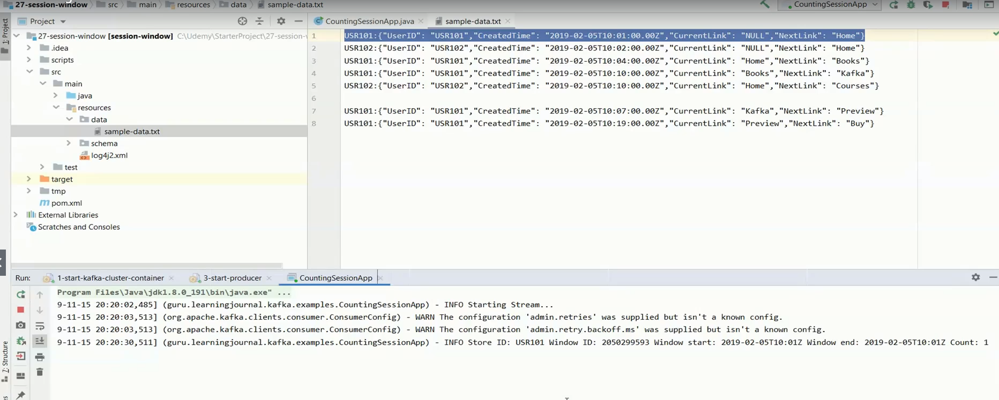 27-session-window src main resources data sample-data.txt CountingSessionApp
Project
CountingSessionApp.java sample-data.txt
1: Project
27-session-window [session-window] C:\Udemy\StarterProject\27-session-
.idea
scripts
src
main
java
resources
data
sample-data.txt
schema
log4j2.xml
test
target
tmp
pom.xml
External Libraries
Scratches and Consoles
1 USR101:{"UserID": "USR101","CreatedTime": "2019-02-05T10:01:00.00Z","CurrentLink": "NULL","NextLink": "Home"}
2 USR102:{"UserID": "USR102","CreatedTime": "2019-02-05T10:02:00.00Z","CurrentLink": "NULL","NextLink": "Home"}
3 USR101:{"UserID": "USR101","CreatedTime": "2019-02-05T10:04:00.00Z","CurrentLink": "Home","NextLink": "Books"}
4 USR101:{"UserID": "USR101","CreatedTime": "2019-02-05T10:10:00.00Z","CurrentLink": "Books","NextLink": "Kafka"}
5 USR102:{"UserID": "USR102","CreatedTime": "2019-02-05T10:10:00.00Z","CurrentLink": "Home","NextLink": "Courses"}
6
7 USR101:{"UserID": "USR101","CreatedTime": "2019-02-05T10:07:00.00Z","CurrentLink": "Kafka","NextLink": "Preview"}
8 USR101:{"UserID": "USR101","CreatedTime": "2019-02-05T10:19:00.00Z","CurrentLink": "Preview","NextLink": "Buy"}
Run: 1-start-kafka-cluster-container 3-start-producer CountingSessionApp
Program Files\Java\jdk1.8.0_191\bin\java.exe" ...
9-11-15 20:20:02,485] (guru.learningjournal.kafka.examples.CountingSessionApp) - INFO Starting Stream...
9-11-15 20:20:03,513] (org.apache.kafka.clients.consumer.ConsumerConfig) - WARN The configuration 'admin.retries' was supplied but isn't a known config.
9-11-15 20:20:03,513] (org.apache.kafka.clients.consumer.ConsumerConfig) - WARN The configuration 'admin.retry.backoff.ms' was supplied but isn't a known config.
9-11-15 20:20:30,511] (guru.learningjournal.kafka.examples.CountingSessionApp) - INFO Store ID: USR101 Window ID: 2050299593 Window start: 2019-02-05T10:01Z Window end: 2019-02-05T10:01Z Count: 1
Z: Structure